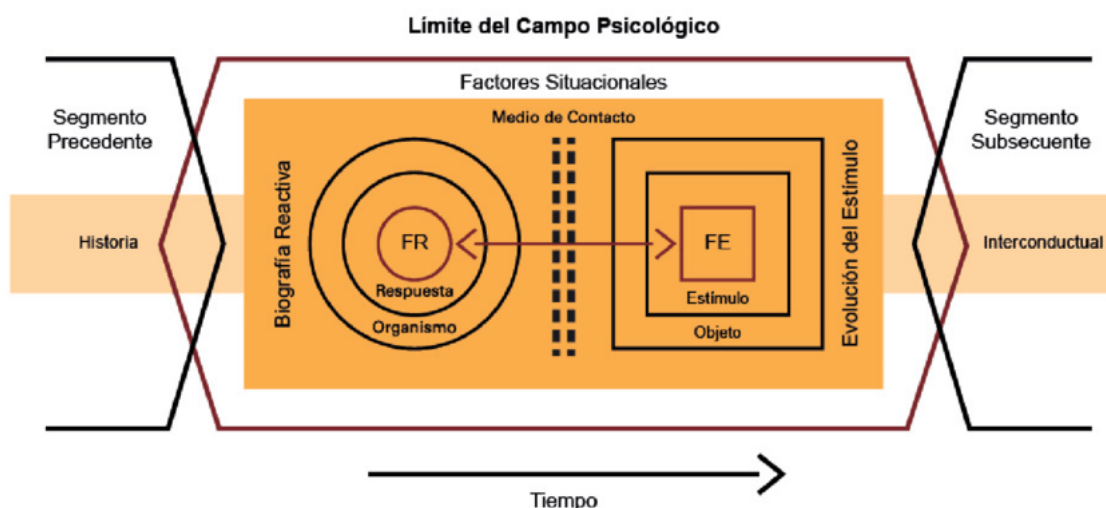 Límite del Campo Psicológico
Factores Situacionales
Segmento
Precedente
Medio de Contacto
Segmento
Subsecuente
Biografía Reactiva
Evolución del Estímulo
Historia
FR
FE
Interconductual
Respuesta
Estímulo
Organismo
Objeto
Tiempo